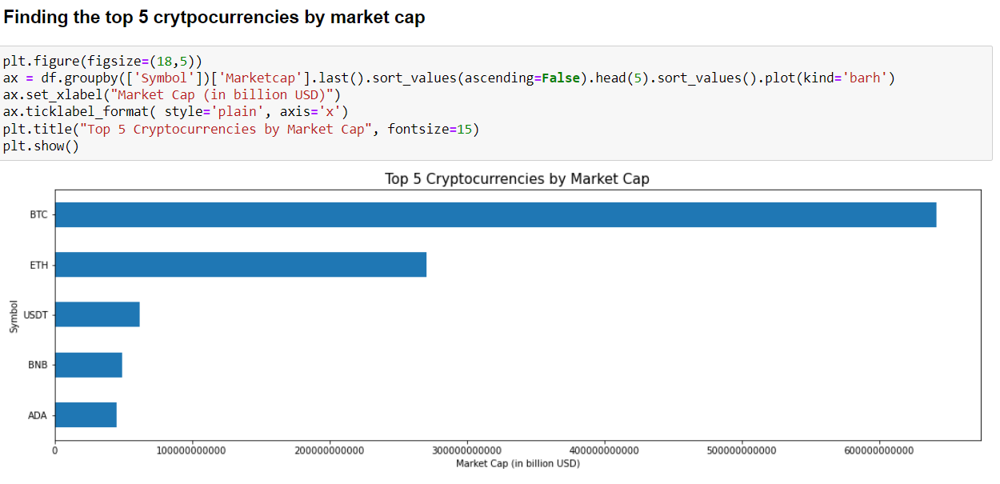 Finding the top 5 crytpocurrencies by market cap
plt.figure(figsize=(18,5))
ax = df.groupby(['Symbol'])['Marketcap'].last().sort_values(ascending=False).head(5).sort_values().plot(kind='barh')
ax.set_xlabel("Market Cap (in billion USD)")
ax.ticklabel_format( style='plain', axis='x')
plt.title("Top 5 Cryptocurrencies by Market Cap", fontsize=15)
plt.show()
Top 5 Cryptocurrencies by Market Cap
Symbol
BTC
ETH
USDT
BNB
ADA
0 100000000000 200000000000 300000000000 400000000000 500000000000 600000000000
Market Cap (in billion USD)